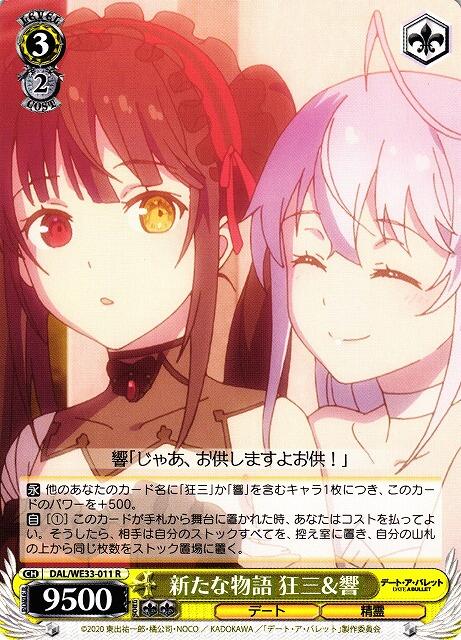 LEVEL
3
2
COST
響「じゃあ、お供しますよお供！」
永 他のあなたのカード名に「狂三」か「響」を含むキャラ1枚につき、このカー
ドのパワーを+500。
自 [①] このカードが手札から舞台に置かれた時、あなたはコストを払ってよ
い。そうしたら、相手は自分のストックすべてを、控え室に置き、自分の山札
の上から同じ枚数をストック置場に置く。
CH DAL/WE33-011 R
POWER 9500 SOUL
新たな物語 狂三&響
デート・ア・バレット
DATE A BULLET
デート 精霊
©2020 東出祐一郎・橘公司・NOCO / KADOKAWA /「デート・ア・バレット」製作委員会